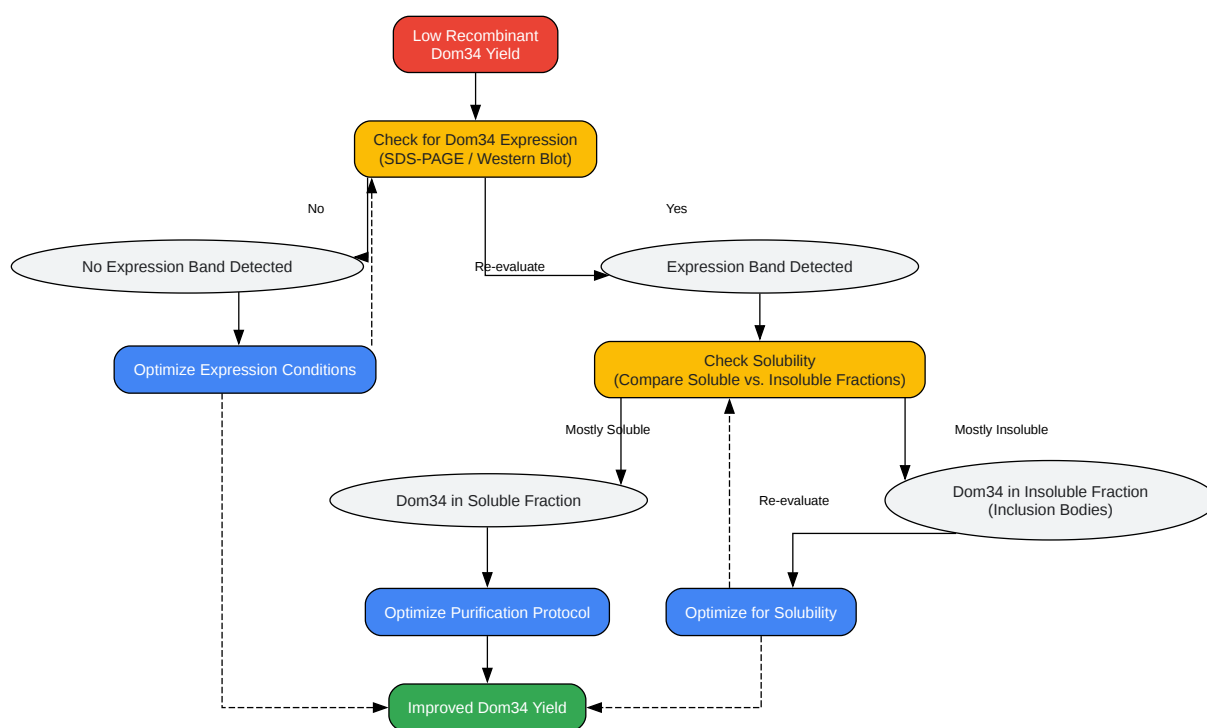 Low Recombinant
Dom34 Yield
Check for Dom34 Expression
(SDS-PAGE / Western Blot)
No
Yes
No Expression Band Detected
Re-evaluate
Expression Band Detected
Optimize Expression Conditions
Check Solubility
(Compare Soluble vs. Insoluble Fractions)
Mostly Soluble
Mostly Insoluble
Dom34 in Soluble Fraction
Re-evaluate
Dom34 in Insoluble Fraction
(Inclusion Bodies)
Optimize Purification Protocol
Optimize for Solubility
Improved Dom34 Yield